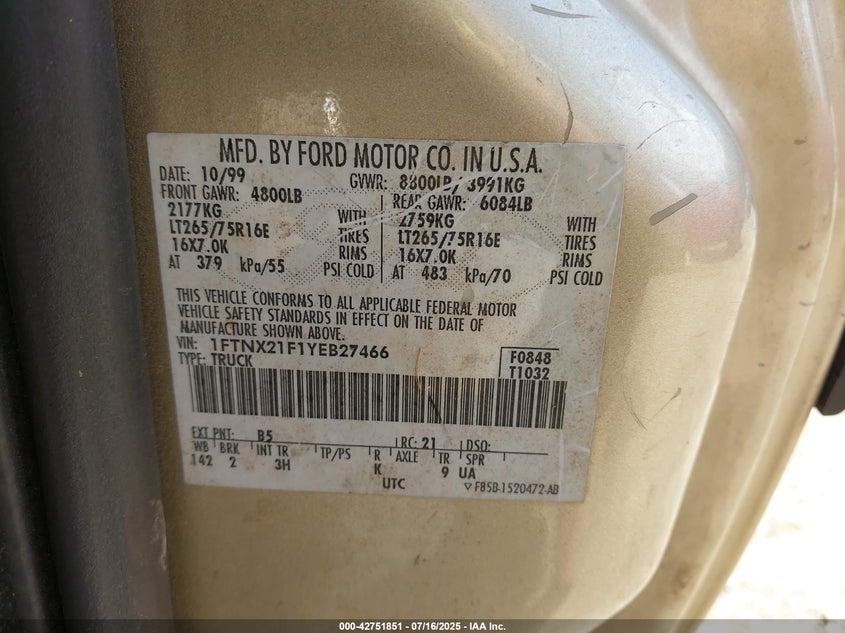 MFD. BY FORD MOTOR CO. IN U.S.A.
DATE: 10/99 GVWR: 8800LB/ 3991KG
FRONT GAWR: 4800LB REAR GAWR: 6084LB
2177KG WITH 2759KG WITH
LT265/75R16E TIRES LT265/75R16E TIRES
16X7.0K RIMS 16X7.0K RIMS
AT 379 kPa/55 PSI COLD AT 483 kPa/70 PSI COLD
THIS VEHICLE CONFORMS TO ALL APPLICABLE FEDERAL MOTOR
VEHICLE SAFETY STANDARDS IN EFFECT ON THE DATE OF
MANUFACTURE SHOWN ABOVE.
VIN: 1FTNX21F1YEB27466 F0848
TYPE: TRUCK T1032
EXT PNT: B5 RC: 21 DSO:
WB BRK INT TR TP/PS R AXLE TR SPR
142 2 3H K 9 UA
UTC F85B-1520472-AB
000-42751851 | 07/16/2025 | IAA Inc.